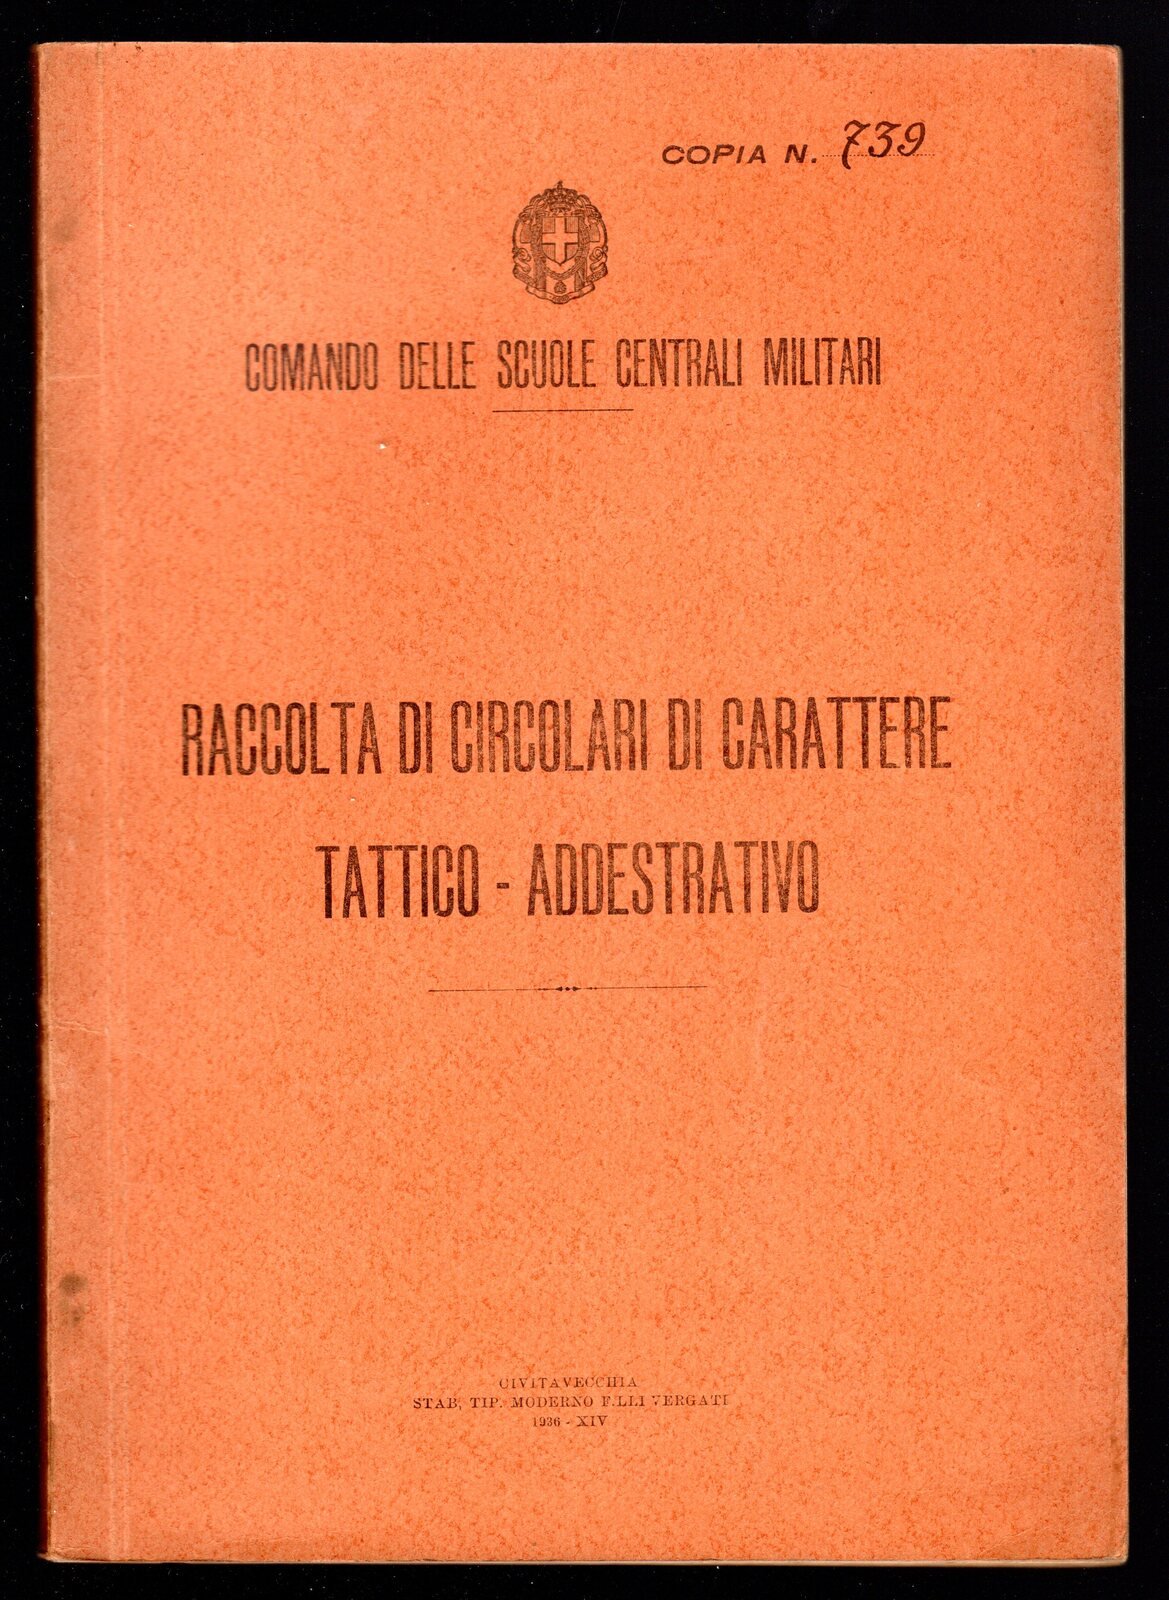 COPIA N. 739
COMANDO DELLE SCUOLE CENTRALI MILITARI
RACCOLTA DI CIRCOLARI DI CARATTERE
TATTICO - ADDESTRATIVO
CIVITAVECCHIA
STAB. TIP. MODERNO F.LLI VERGATI
1936 - XIV